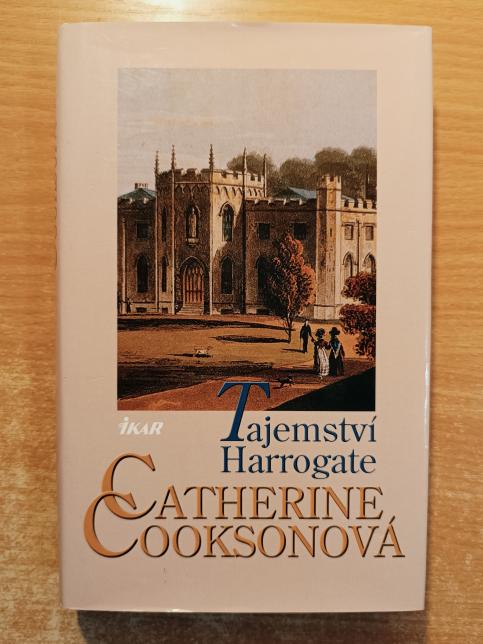 iKAR
Tajemství
Harrogate
CATHERINE
COOKSONOVÁ